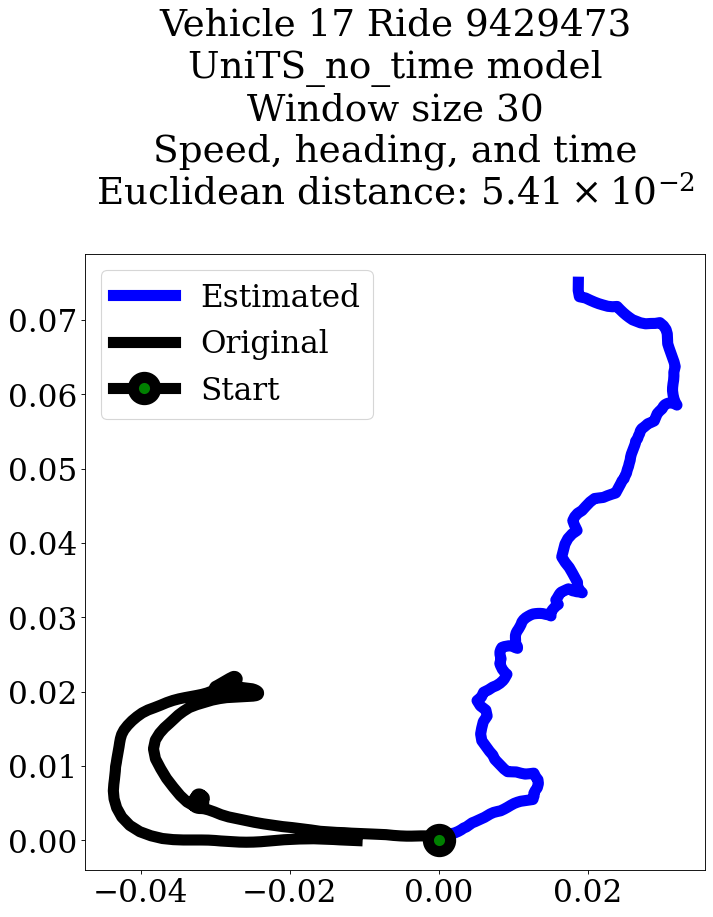 Vehicle 17 Ride 9429473
UniTS_no_time model
Window size 30
Speed, heading, and time
Euclidean distance: 5.41 × 10⁻²
Estimated
Original
Start
0.07
0.06
0.05
0.04
0.03
0.02
0.01
0.00
−0.04 −0.02 0.00 0.02